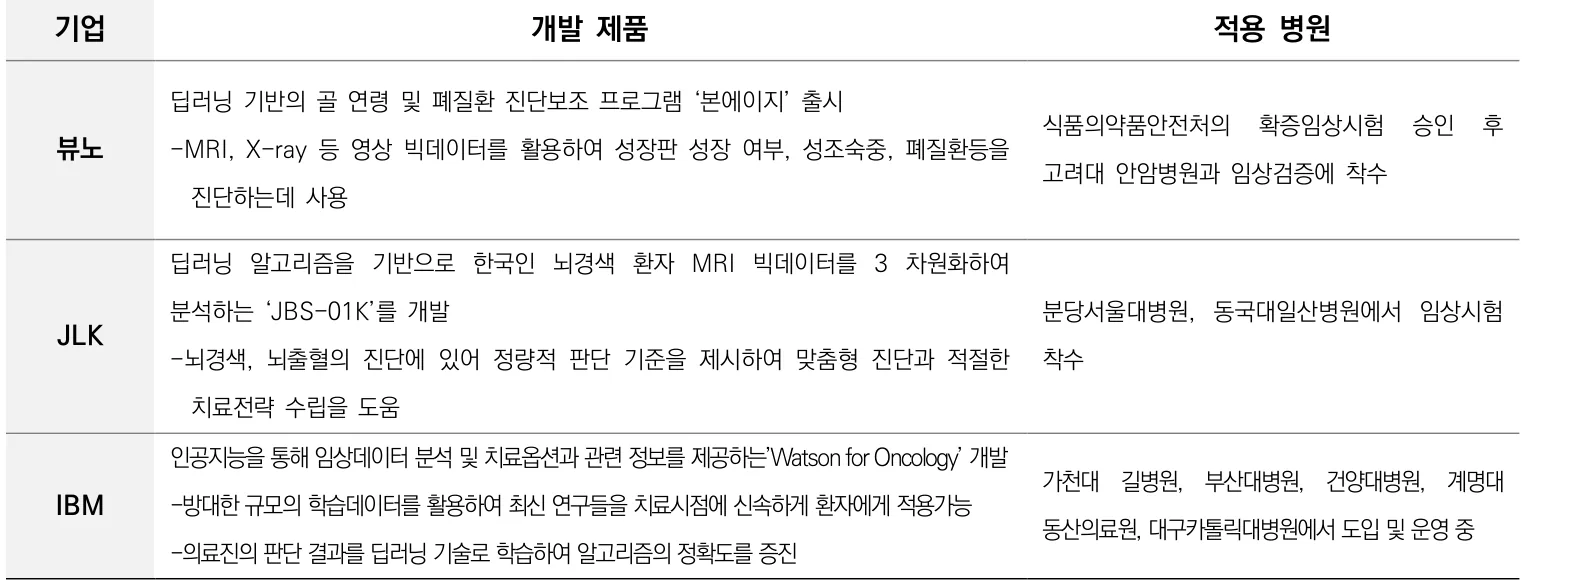 기업 개발 제품 적용 병원
뷰노
딥러닝 기반의 골 연령 및 폐질환 진단보조 프로그램 ‘본에이지’ 출시
-MRI, X-ray 등 영상 빅데이터를 활용하여 성장판 성장 여부, 성조숙중, 폐질환등을
진단하는데 사용
식품의약품안전처의 확증임상시험 승인 후
고려대 안암병원과 임상검증에 착수
JLK
딥러닝 알고리즘을 기반으로 한국인 뇌경색 환자 MRI 빅데이터를 3 차원화하여
분석하는 ‘JBS-01K’를 개발
-뇌경색, 뇌출혈의 진단에 있어 정량적 판단 기준을 제시하여 맞춤형 진단과 적절한
치료전략 수립을 도움
분당서울대병원, 동국대일산병원에서 임상시험
착수
IBM
인공지능을 통해 임상데이터 분석 및 치료옵션과 관련 정보를 제공하는’Watson for Oncology’ 개발
-방대한 규모의 학습데이터를 활용하여 최신 연구들을 치료시점에 신속하게 환자에게 적용가능
-의료진의 판단 결과를 딥러닝 기술로 학습하여 알고리즘의 정확도를 증진
가천대 길병원, 부산대병원, 건양대병원, 계명대
동산의료원, 대구카톨릭대병원에서 도입 및 운영 중